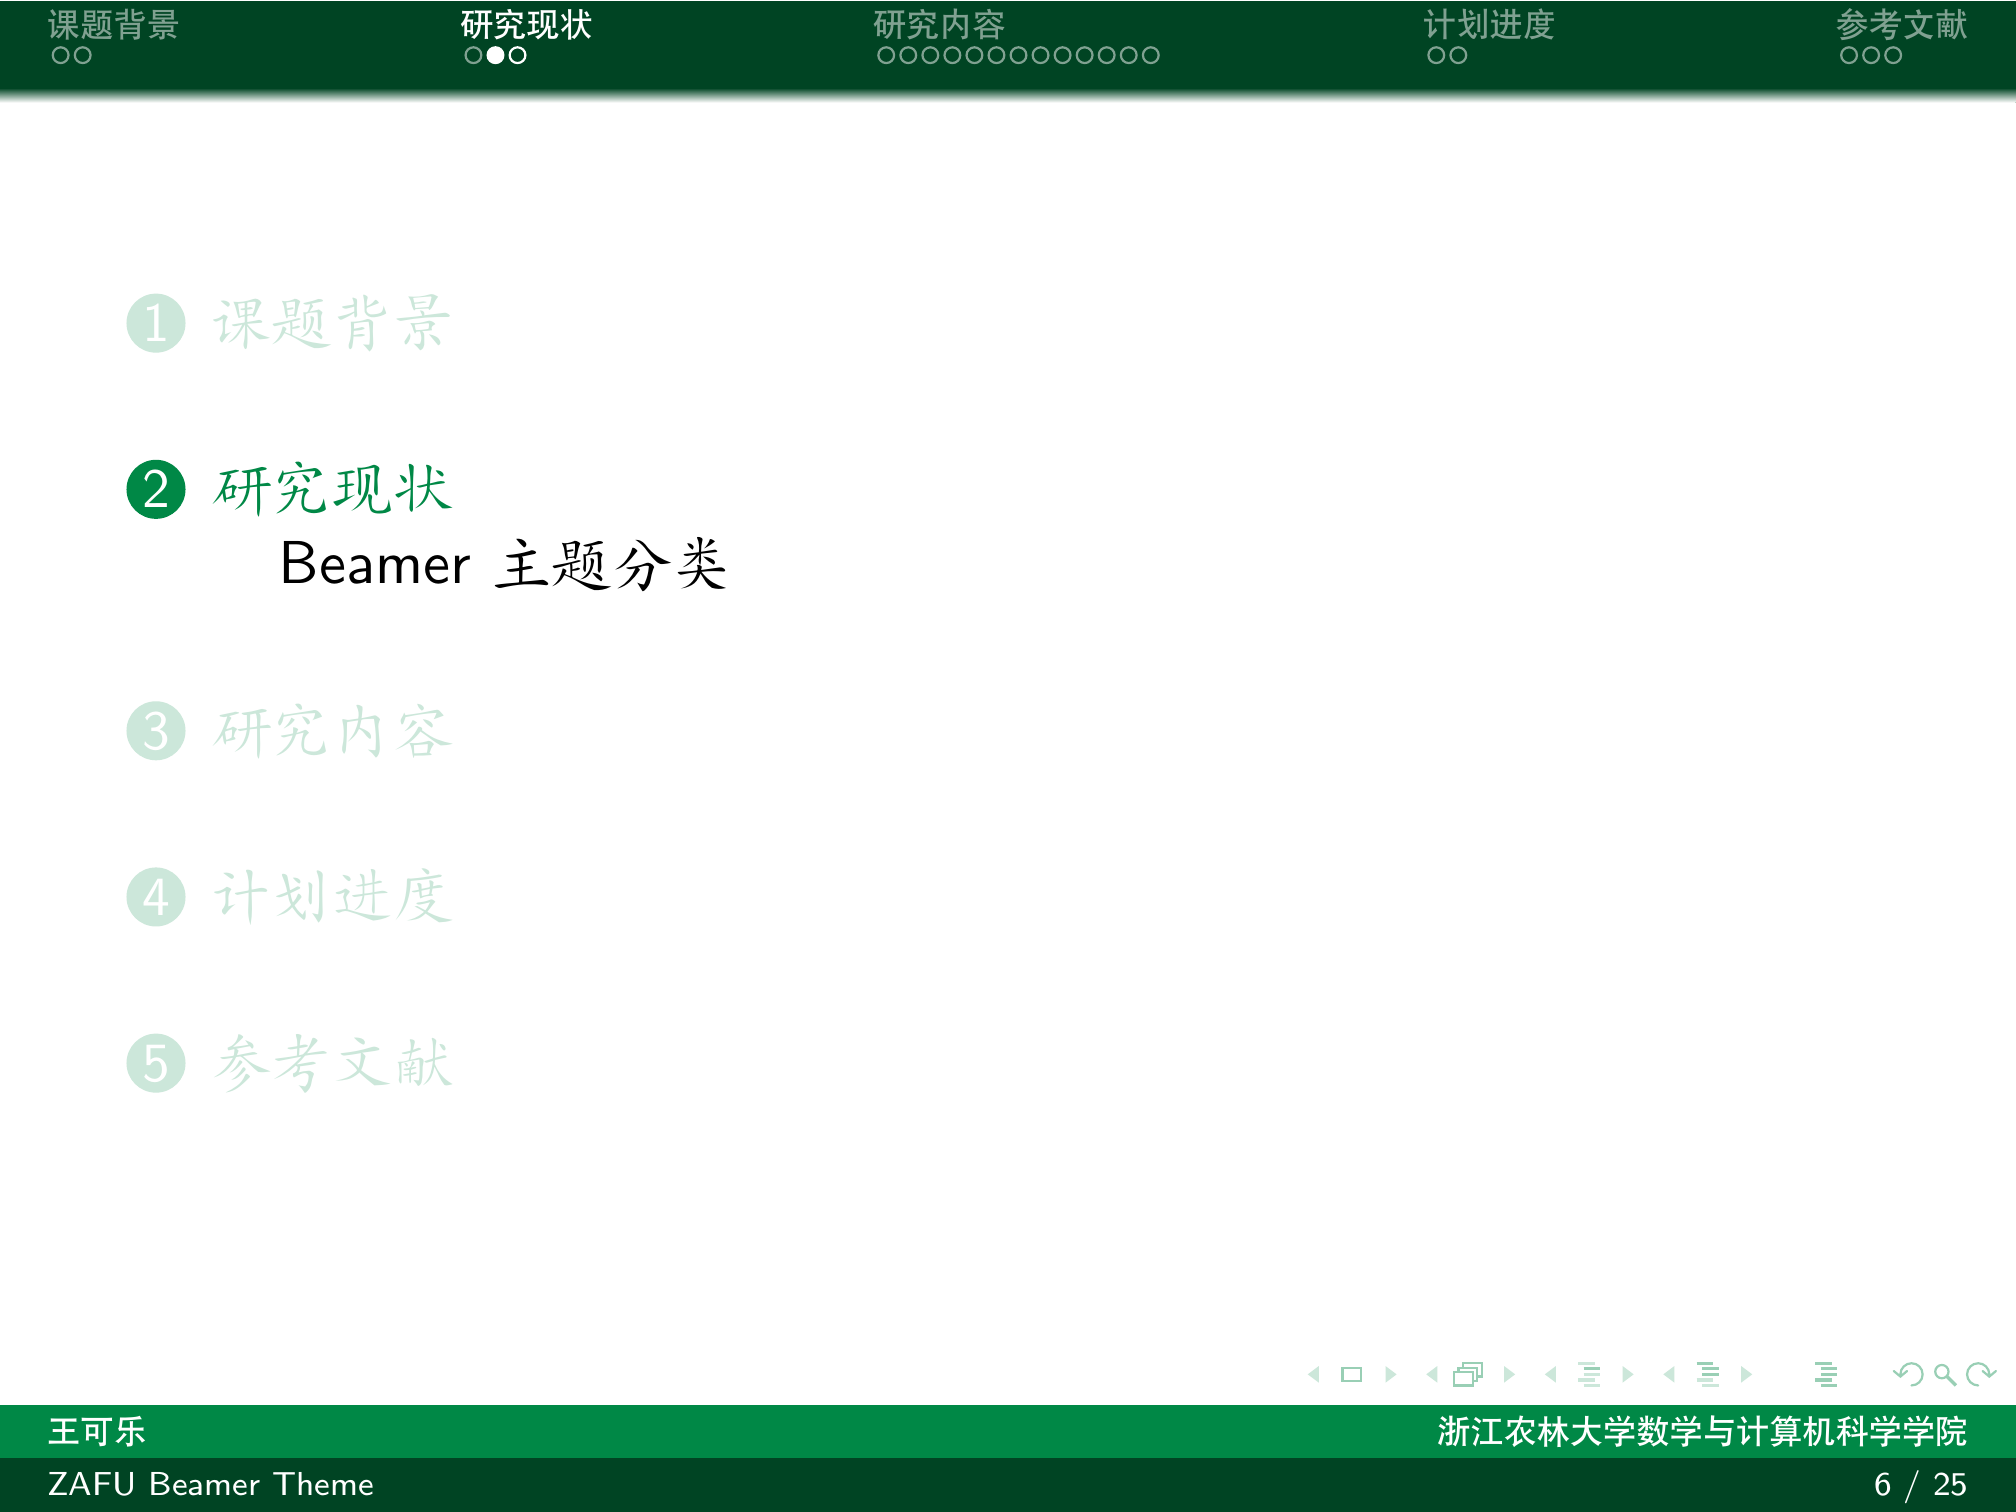 课题背景 研究现状 研究内容 计划进度 参考文献
1 课题背景
2 研究现状
Beamer 主题分类
3 研究内容
4 计划进度
5 参考文献
王可乐 浙江农林大学数学与计算机科学学院
ZAFU Beamer Theme 6 / 25